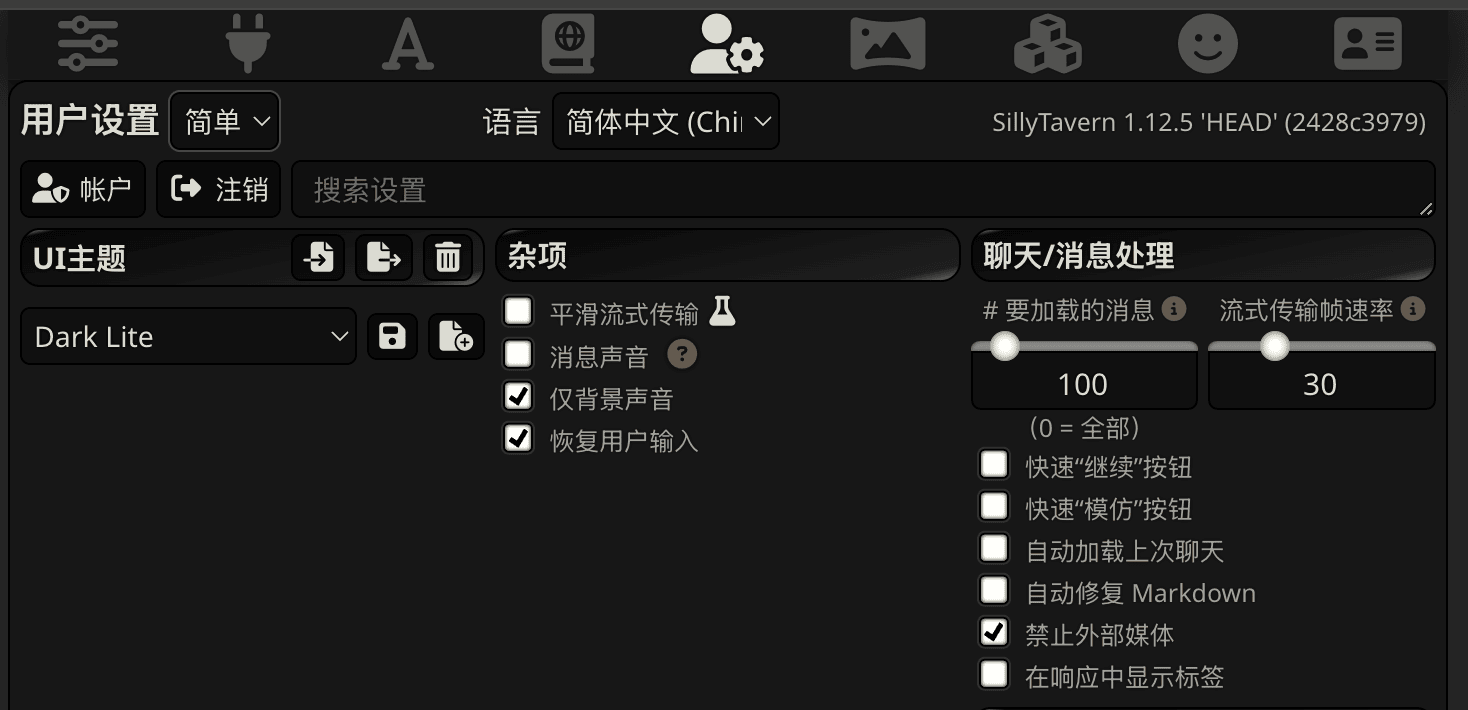 用户设置 简单 语言 简体中文 (Chi SillyTavern 1.12.5 'HEAD' (2428c3979)
帐户 注销 搜索设置
UI主题
Dark Lite
杂项
平滑流式传输
消息声音 ?
仅背景声音
恢复用户输入
聊天/消息处理
# 要加载的消息 流式传输帧速率
100 30
(0 = 全部)
快速“继续”按钮
快速“模仿”按钮
自动加载上次聊天
自动修复 Markdown
禁止外部媒体
在响应中显示标签